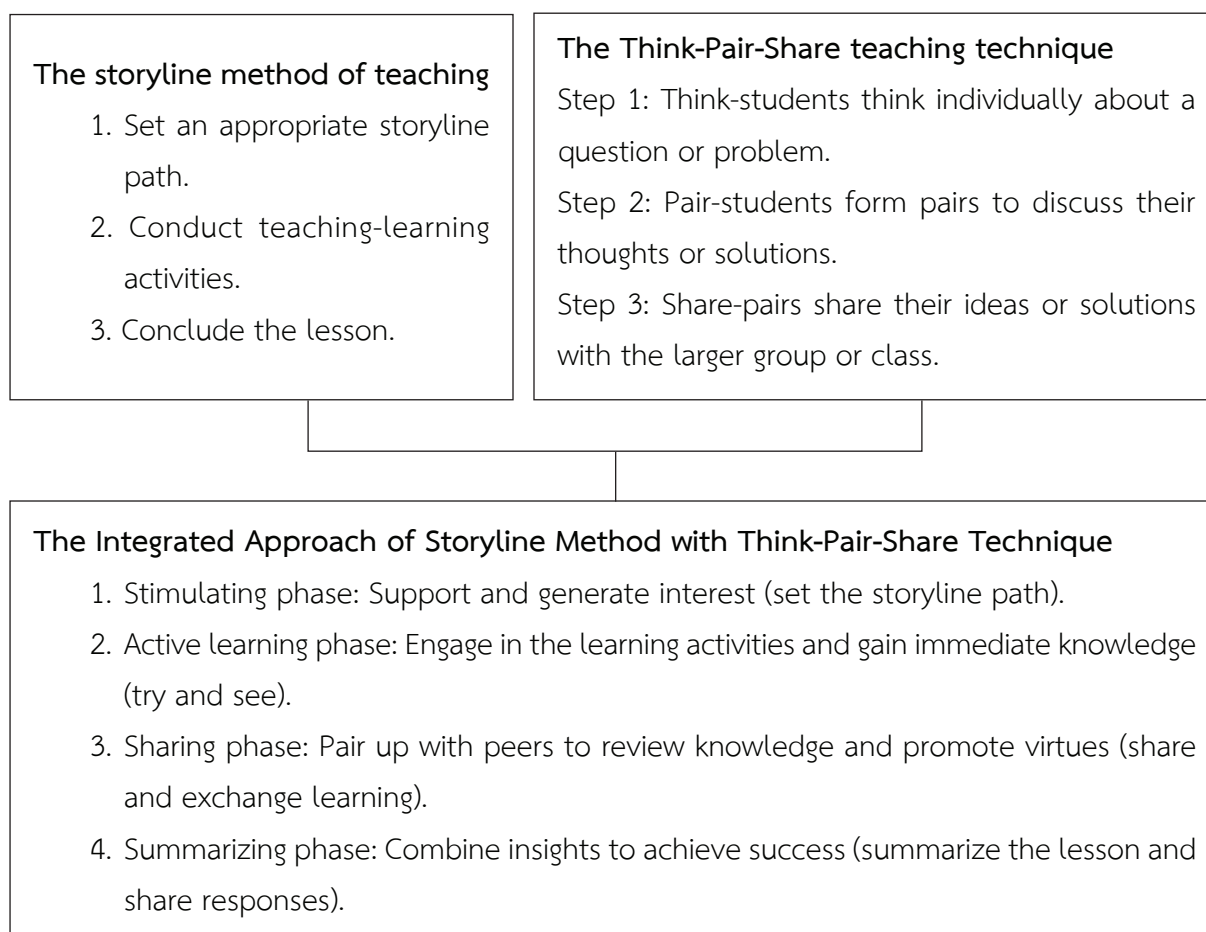 The storyline method of teaching
1. Set an appropriate storyline
path.
2. Conduct teaching-learning
activities.
3. Conclude the lesson.
The Think-Pair-Share teaching technique
Step 1: Think-students think individually about a
question or problem.
Step 2: Pair-students form pairs to discuss their
thoughts or solutions.
Step 3: Share-pairs share their ideas or solutions
with the larger group or class.
The Integrated Approach of Storyline Method with Think-Pair-Share Technique
1. Stimulating phase: Support and generate interest (set the storyline path).
2. Active learning phase: Engage in the learning activities and gain immediate knowledge
(try and see).
3. Sharing phase: Pair up with peers to review knowledge and promote virtues (share
and exchange learning).
4. Summarizing phase: Combine insights to achieve success (summarize the lesson and
share responses).